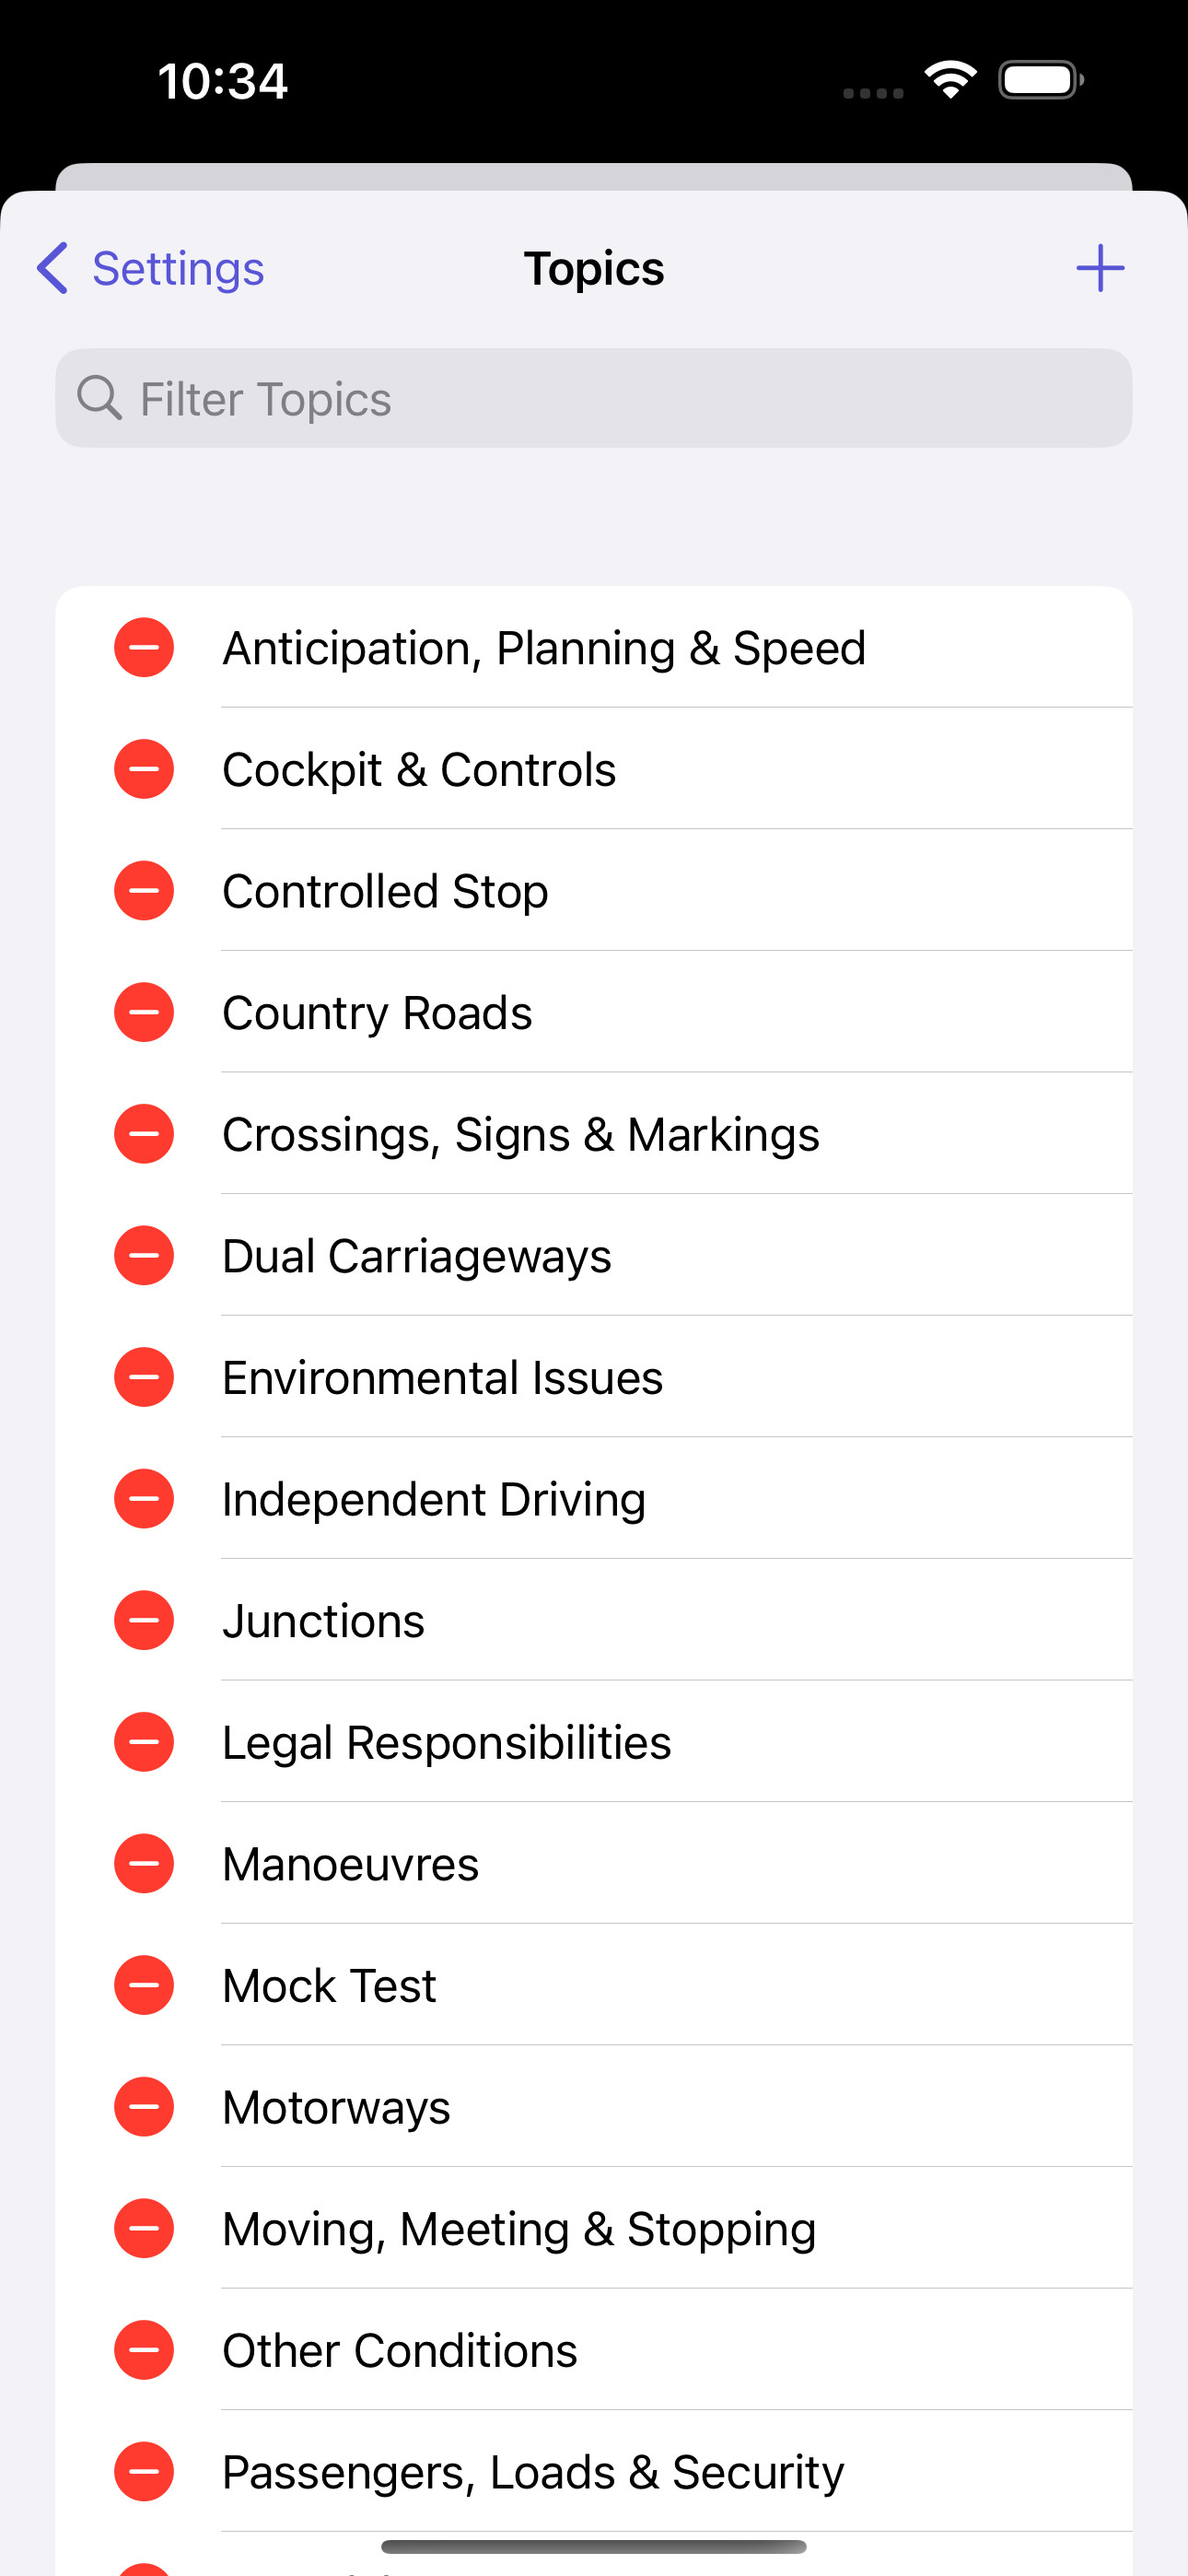 10:34
Settings
Topics
Filter Topics
Anticipation, Planning & Speed
Cockpit & Controls
Controlled Stop
Country Roads
Crossings, Signs & Markings
Dual Carriageways
Environmental Issues
Independent Driving
Junctions
Legal Responsibilities
Manoeuvres
Mock Test
Motorways
Moving, Meeting & Stopping
Other Conditions
Passengers, Loads & Security